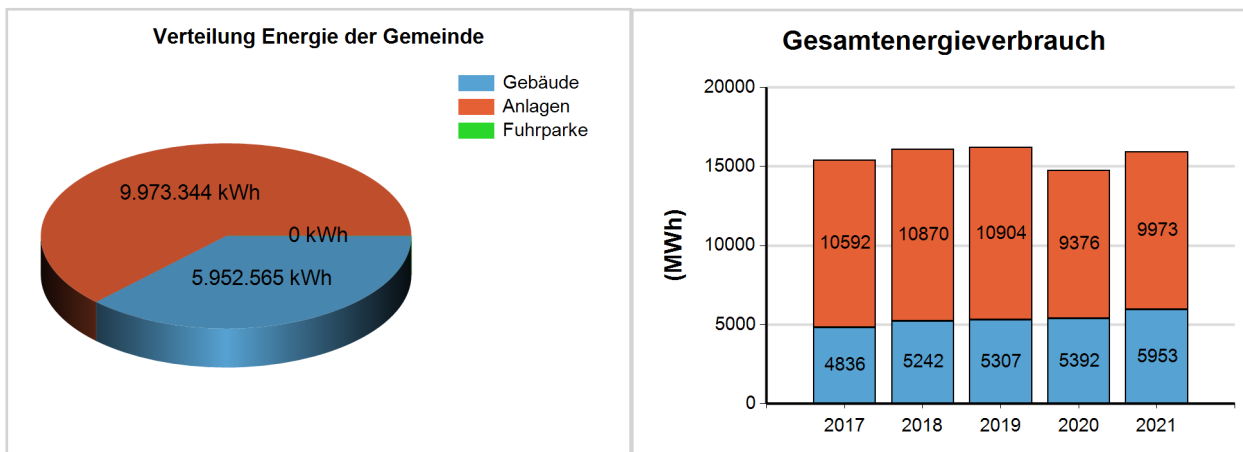 Verteilung Energie der Gemeinde
Gebäude
Anlagen
Fuhrparke
9.973.344 kWh
0 kWh
5.952.565 kWh
Gesamtenergieverbrauch
(MWh)
20000
15000
10000
5000
0
10592 10870 10904 9376 9973
4836 5242 5307 5392 5953
2017 2018 2019 2020 2021